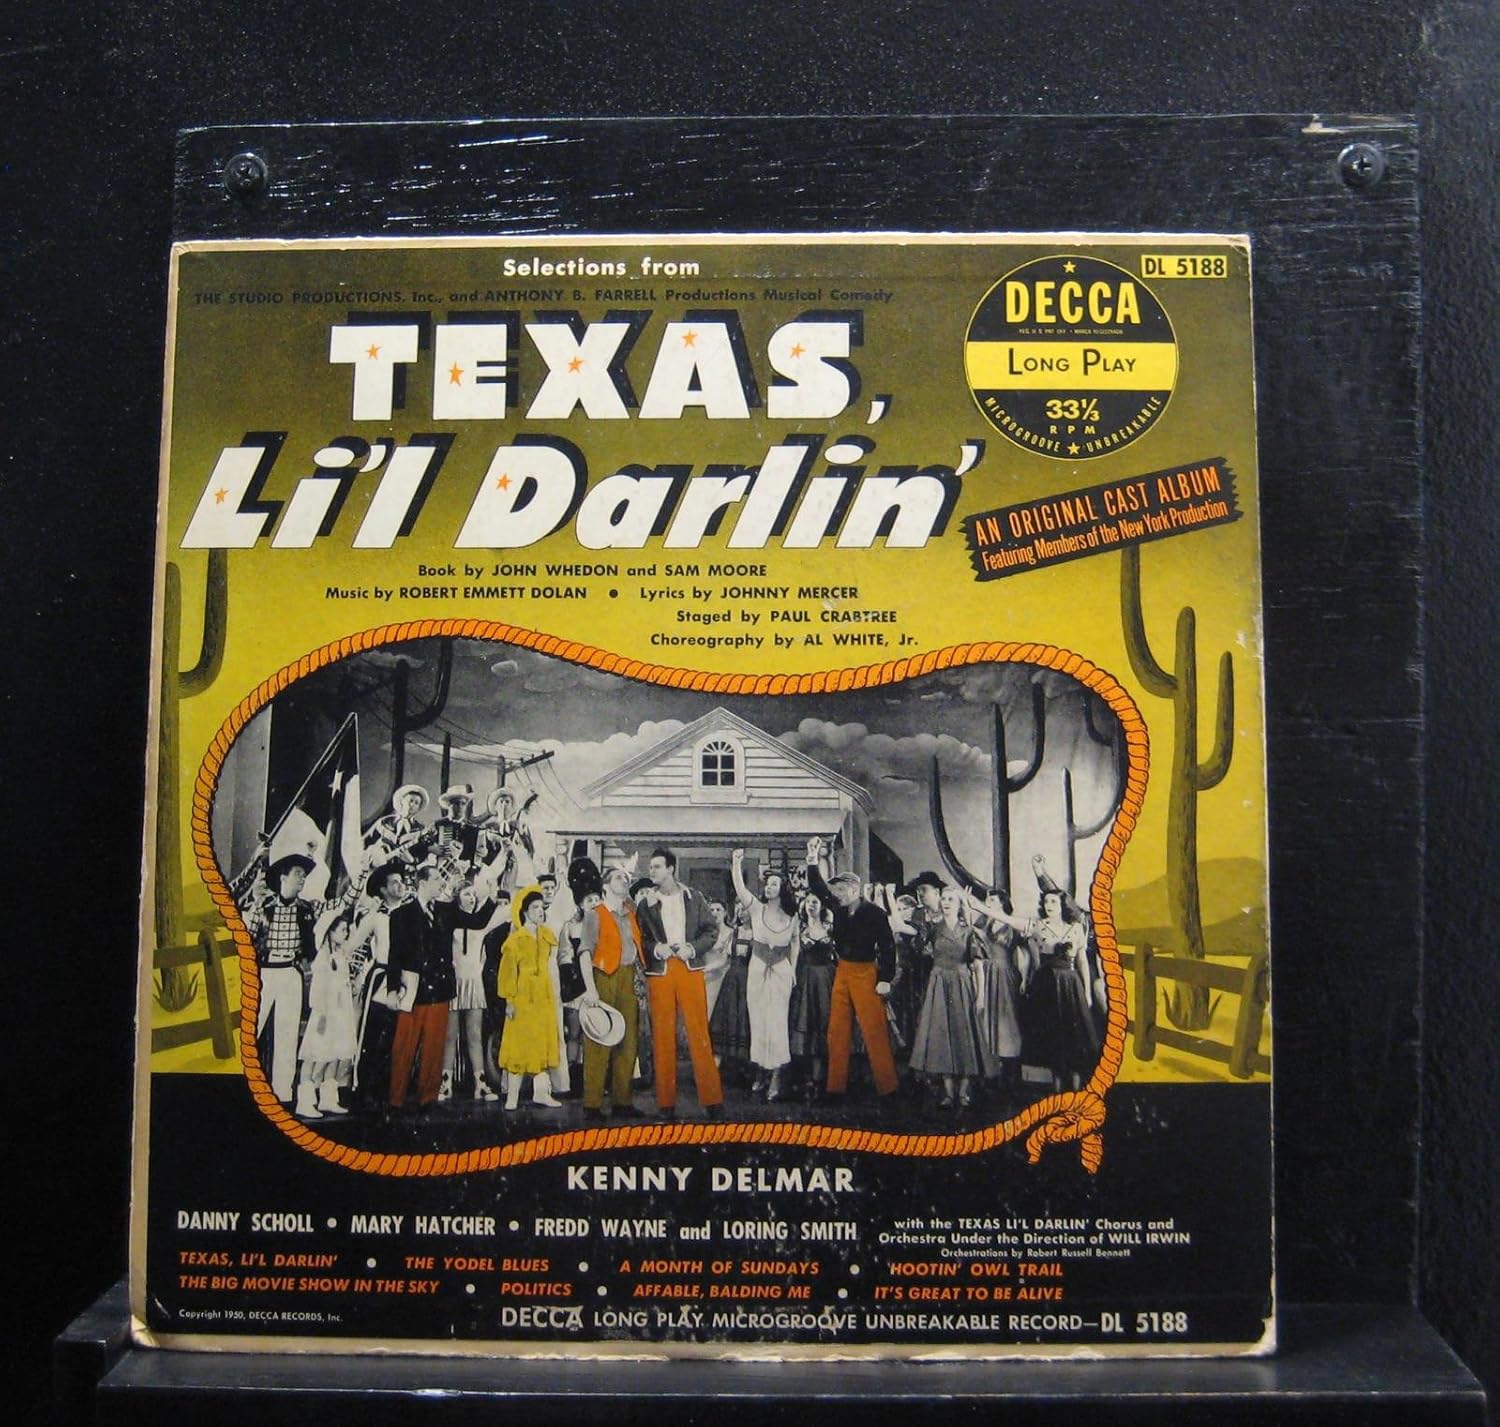 Selections from
THE STUDIO PRODUCTIONS, Inc., and ANTHONY B. FARRELL Productions Musical Comedy
TEXAS,
Li'l Darlin'
DL 5188
DECCA
LONG PLAY
33⅓
RPM
MICROGROOVE ★ UNBREAKABLE
AN ORIGINAL CAST ALBUM
Featuring Members of the New York Production
Book by JOHN WHEDON and SAM MOORE
Music by ROBERT EMMETT DOLAN • Lyrics by JOHNNY MERCER
Staged by PAUL CRABTREE
Choreography by AL WHITE, Jr.
KENNY DELMAR
DANNY SCHOLL • MARY HATCHER • FREDD WAYNE and LORING SMITH
with the TEXAS LI'L DARLIN' Chorus and
Orchestra Under the Direction of WILL IRWIN
Orchestrations by Robert Russell Bennett
TEXAS, LI'L DARLIN' • THE YODEL BLUES • A MONTH OF SUNDAYS • 'HOOTIN' OWL TRAIL
THE BIG MOVIE SHOW IN THE SKY • POLITICS • AFFABLE, BALDING ME • IT'S GREAT TO BE ALIVE
Copyright 1950, DECCA RECORDS, Inc.
DECCA LONG PLAY MICROGROOVE UNBREAKABLE RECORD—DL 5188